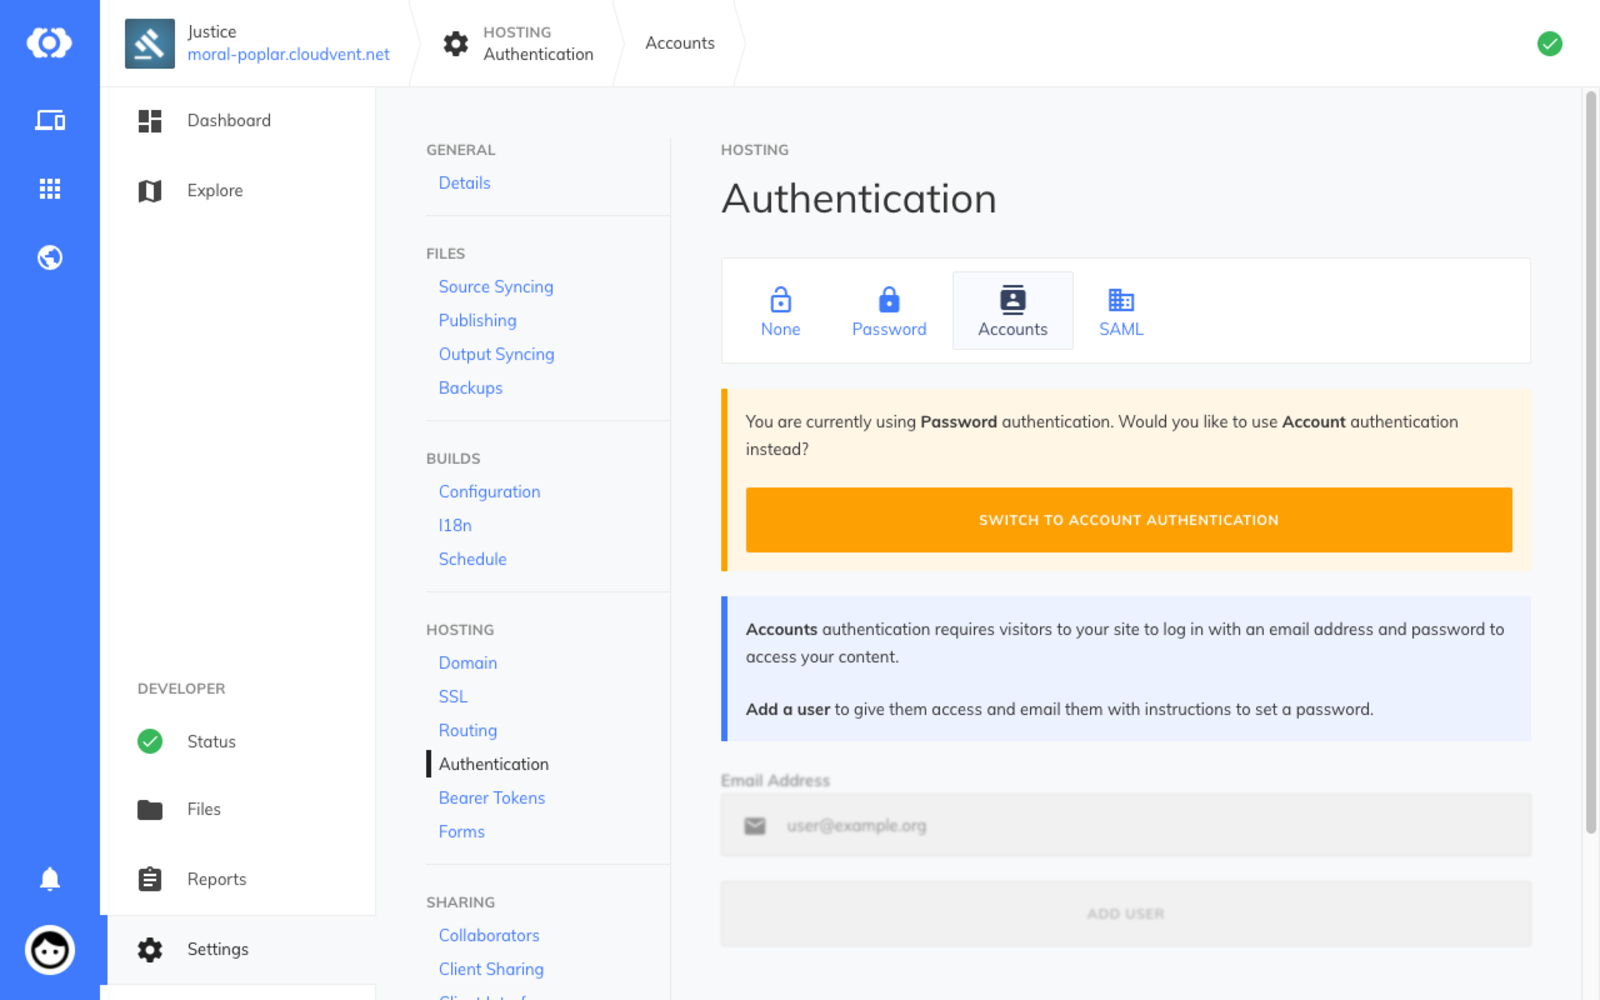 Justice
moral-poplar.cloudvent.net
HOSTING
Authentication
Accounts
Dashboard
Explore
DEVELOPER
Status
Files
Reports
Settings
GENERAL
Details
FILES
Source Syncing
Publishing
Output Syncing
Backups
BUILDS
Configuration
I18n
Schedule
HOSTING
Domain
SSL
Routing
Authentication
Bearer Tokens
Forms
SHARING
Collaborators
Client Sharing
HOSTING
Authentication
None
Password
Accounts
SAML
You are currently using Password authentication. Would you like to use Account authentication
instead?
SWITCH TO ACCOUNT AUTHENTICATION
Accounts authentication requires visitors to your site to log in with an email address and password to
access your content.
Add a user to give them access and email them with instructions to set a password.
Email Address
user@example.org
ADD USER